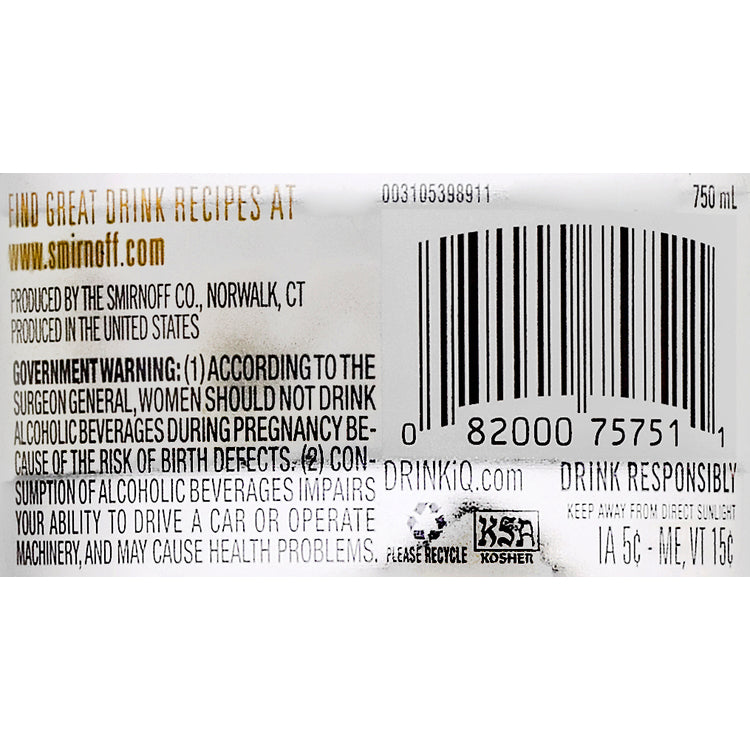 FIND GREAT DRINK RECIPES AT
www.smirnoff.com
PRODUCED BY THE SMIRNOFF CO., NORWALK, CT
PRODUCED IN THE UNITED STATES
GOVERNMENT WARNING: (1) ACCORDING TO THE
SURGEON GENERAL, WOMEN SHOULD NOT DRINK
ALCOHOLIC BEVERAGES DURING PREGNANCY BE-
CAUSE OF THE RISK OF BIRTH DEFECTS. (2) CON-
SUMPTION OF ALCOHOLIC BEVERAGES IMPAIRS
YOUR ABILITY TO DRIVE A CAR OR OPERATE
MACHINERY, AND MAY CAUSE HEALTH PROBLEMS.
003105398911
750 mL
0 82000 75751 1
DRINKiQ.com
DRINK RESPONSIBLY
KEEP AWAY FROM DIRECT SUNLIGHT
PLEASE RECYCLE
KSA
KOSHER
IA 5¢ - ME, VT 15¢